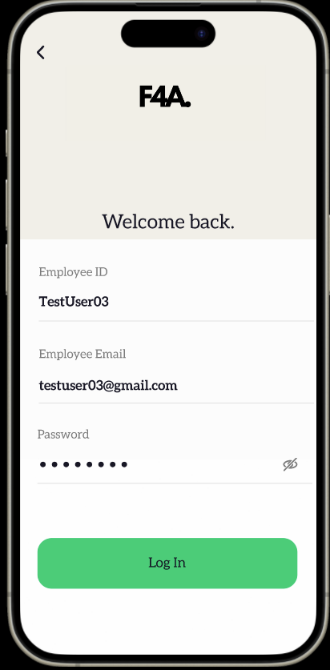 F4A.
Welcome back.
Employee ID
TestUser03
Employee Email
testuser03@gmail.com
Password
Log In